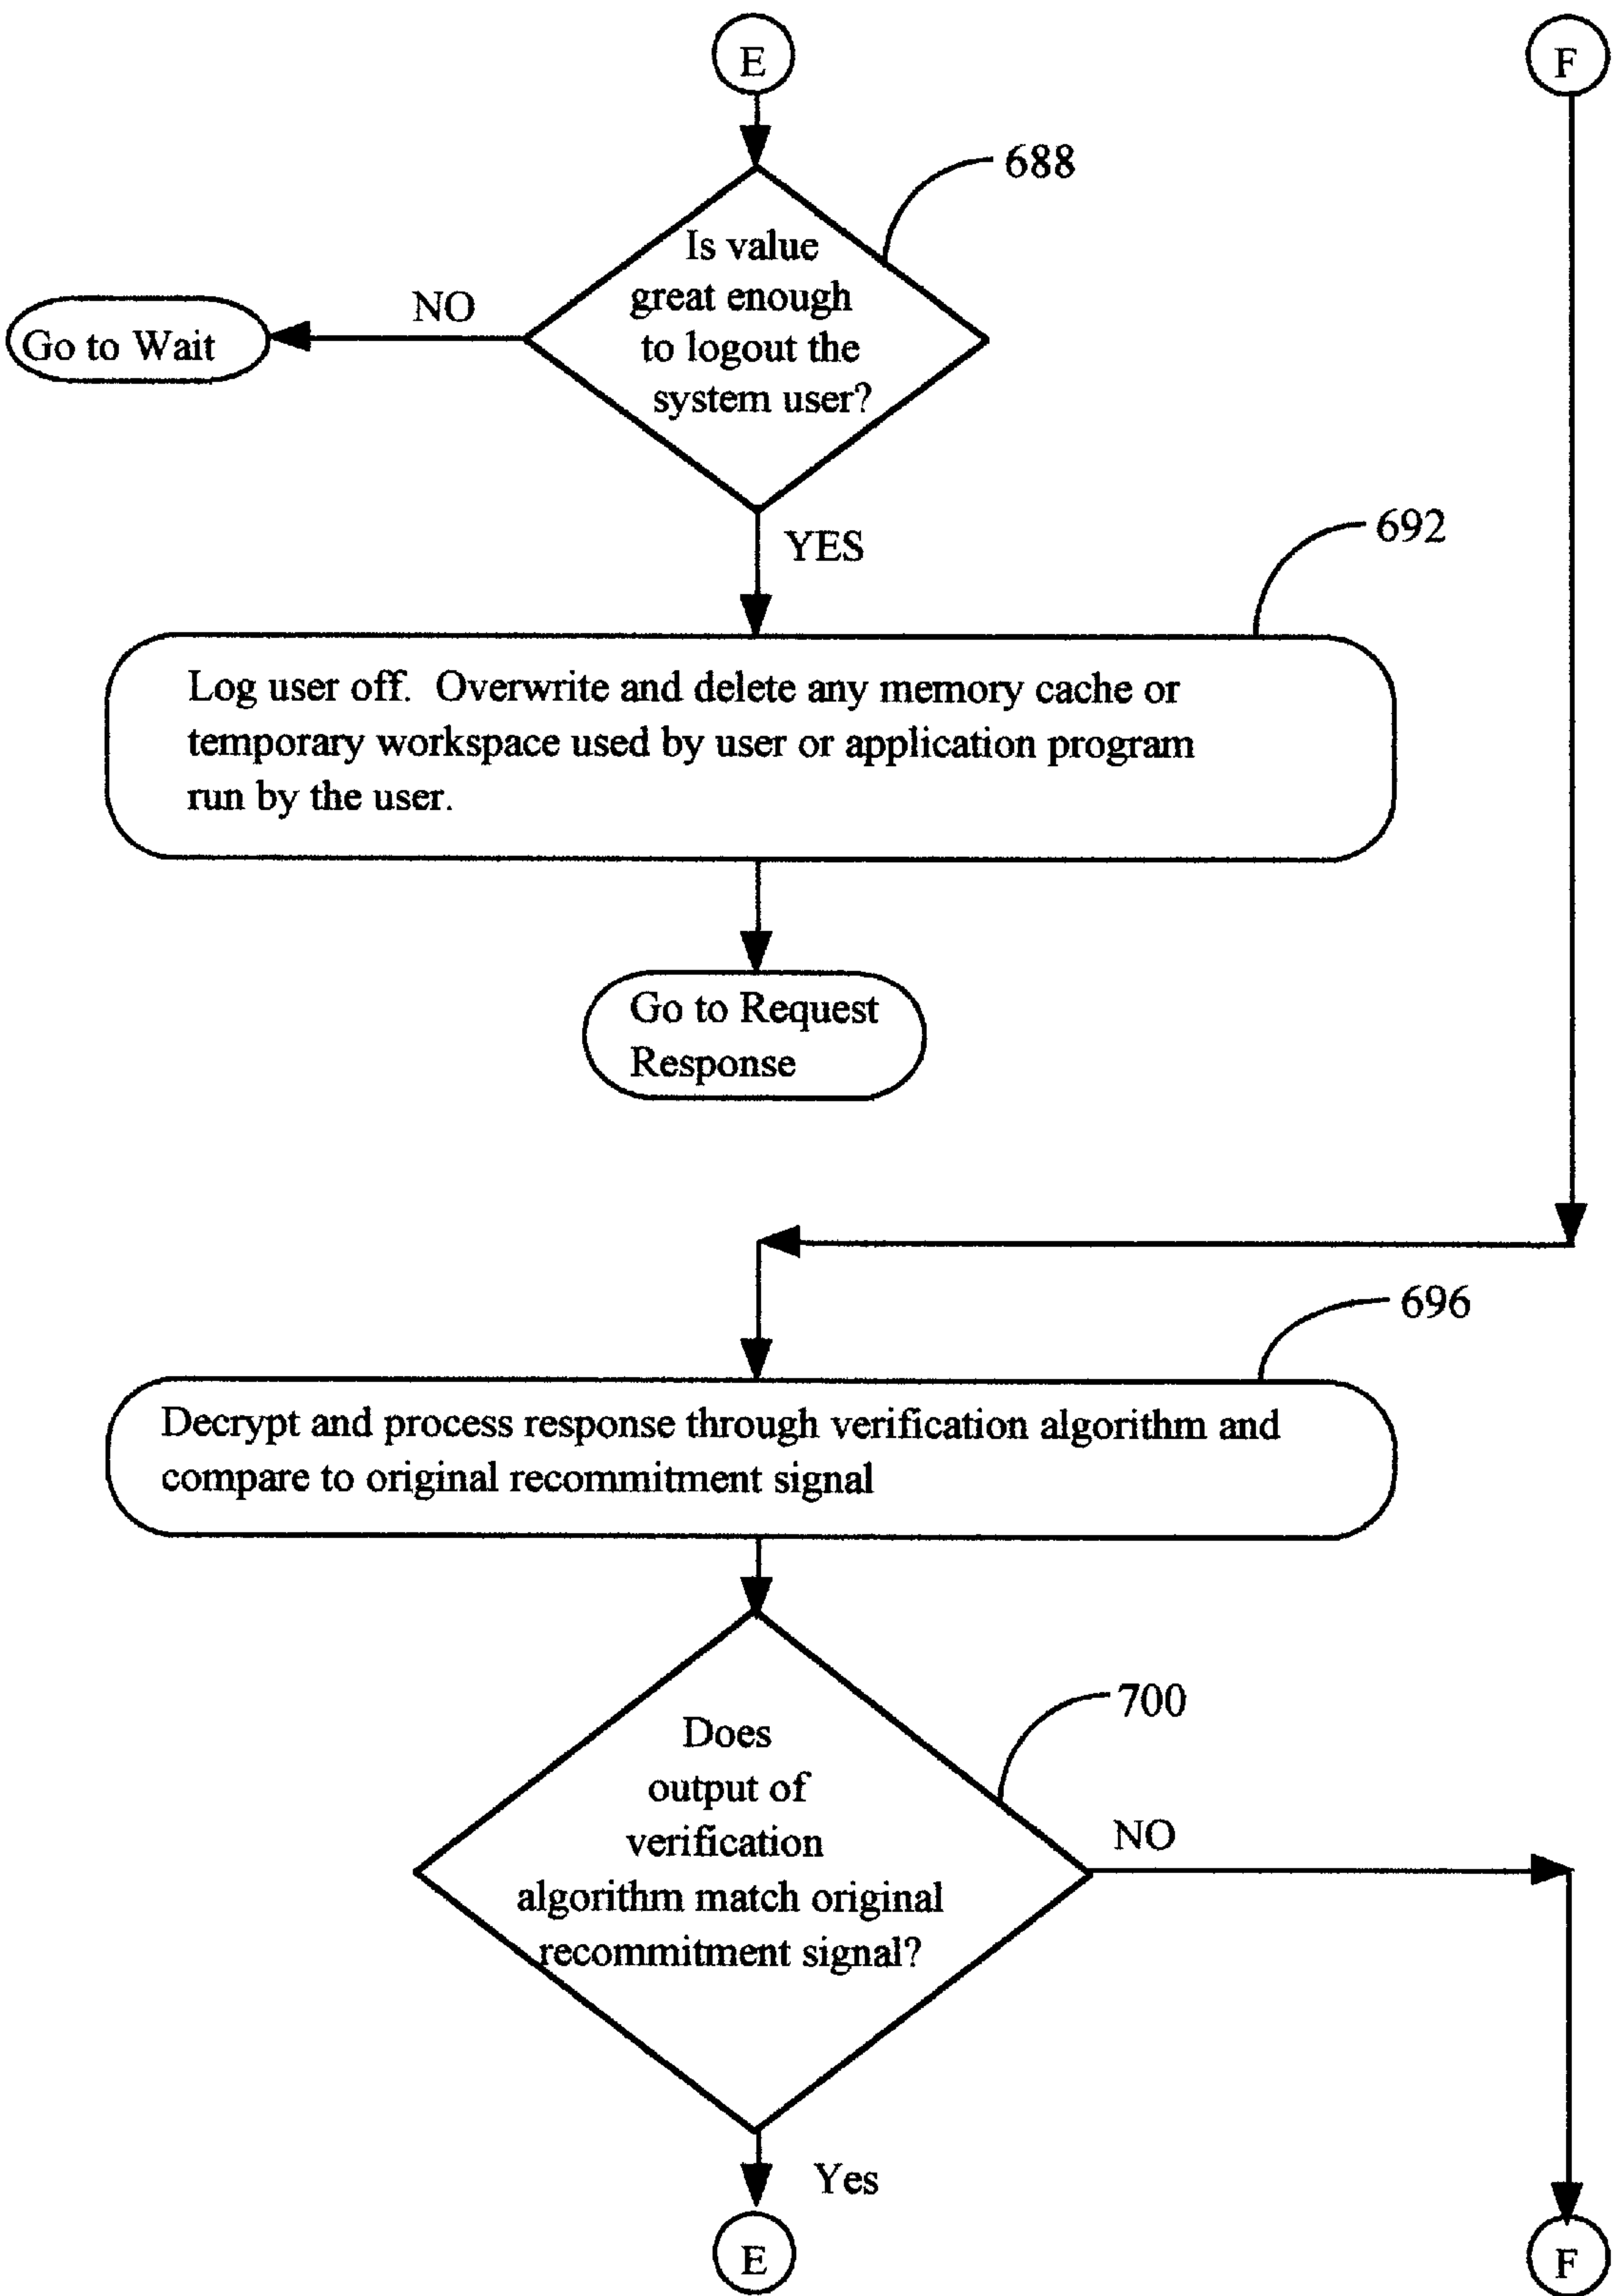 E
F
688
Is value
great enough
to logout the
system user?
NO
Go to Wait
YES
692
Log user off.  Overwrite and delete any memory cache or
temporary workspace used by user or application program
run by the user.
Go to Request
Response
696
Decrypt and process response through verification algorithm and
compare to original recommitment signal
700
Does
output of
verification
algorithm match original
recommitment signal?
NO
Yes
E
F